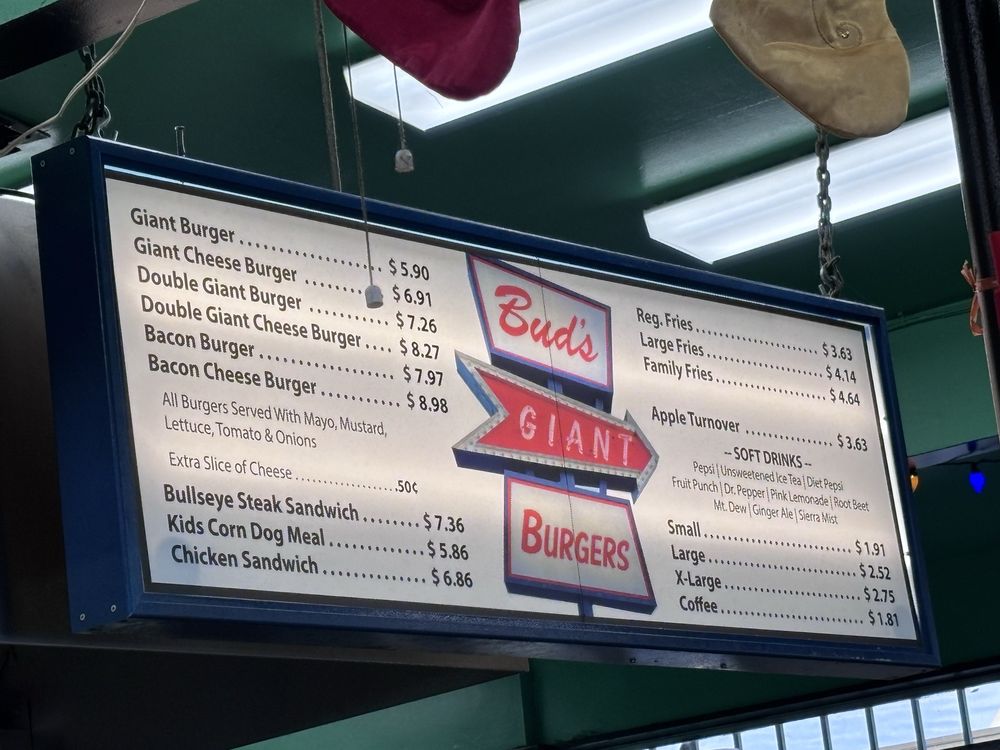 Giant Burger ................... $ 5.90
Giant Cheese Burger ............ $ 6.91
Double Giant Burger ............ $ 7.26
Double Giant Cheese Burger .... $ 8.27
Bacon Burger ................... $ 7.97
Bacon Cheese Burger ............ $ 8.98
All Burgers Served With Mayo, Mustard,
Lettuce, Tomato & Onions
Extra Slice of Cheese ....................50¢
Bullseye Steak Sandwich ........ $ 7.36
Kids Corn Dog Meal ............. $ 5.86
Chicken Sandwich ............... $ 6.86
Bud's
GIANT
BURGERS
Reg. Fries ..................... $ 3.63
Large Fries .................... $ 4.14
Family Fries ................... $ 4.64
Apple Turnover ................. $ 3.63
-- SOFT DRINKS --
Pepsi | Unsweetened Ice Tea | Diet Pepsi
Fruit Punch | Dr. Pepper | Pink Lemonade | Root Beet
Mt. Dew | Ginger Ale | Sierra Mist
Small .......................... $ 1.91
Large .......................... $ 2.52
X-Large ........................ $ 2.75
Coffee ......................... $ 1.81